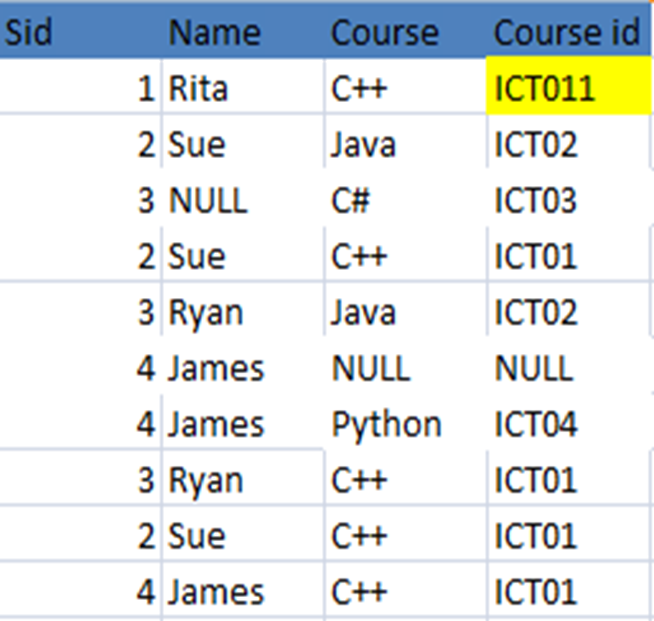 Sid Name Course Course id
1 Rita C++ ICT011
2 Sue Java ICT02
3 NULL C# ICT03
2 Sue C++ ICT01
3 Ryan Java ICT02
4 James NULL NULL
4 James Python ICT04
3 Ryan C++ ICT01
2 Sue C++ ICT01
4 James C++ ICT01